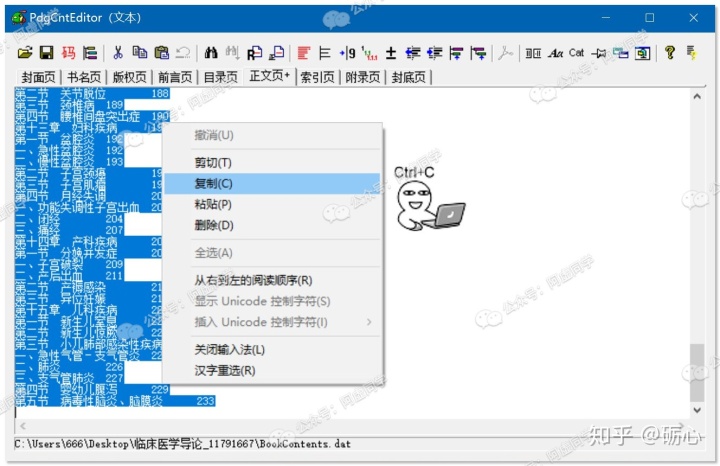 PdgCntEditor（文本）
封面页 书名页 版权页 前言页 目录页 正文页+ 索引页 附录页 封底页
第二节 关节脱位 188
第三节 颈椎病 189
第四节 腰椎间盘突出症 190
第十三章 妇科疾病
第一节 盆腔炎 192
一、急性盆腔炎 192
二、慢性盆腔炎 193
第二节 子宫颈癌
第三节 子宫肌瘤
第四节 月经失调
一、功能失调性子宫出血
二、闭经 204
三、痛经 207
第十四章 产科疾病
第一节 分娩并发症
一、子宫破裂 209
二、产后出血 211
第二节 产褥感染
第三节 异位妊娠
第十五章 儿科疾病
第一节 新生儿窒息
第二节 新生儿惊厥
第三节 小儿肺部感染性疾病
一、急性气管－支气管炎
二、肺炎 226
三、支气管肺炎 227
第四节 婴幼儿腹泻 229
第五节 病毒性脑炎、脑膜炎 233
撤消(U)
剪切(T)
复制(C)
粘贴(P)
删除(D)
全选(A)
从右到左的阅读顺序(R)
显示 Unicode 控制字符(S)
插入 Unicode 控制字符(I)
关闭输入法(L)
汉字重选(R)
Ctrl+C
公众号：阿虚同学
知乎 @砺心
C:\Users\666\Desktop\临床医学导论_11791667\BookContents.dat